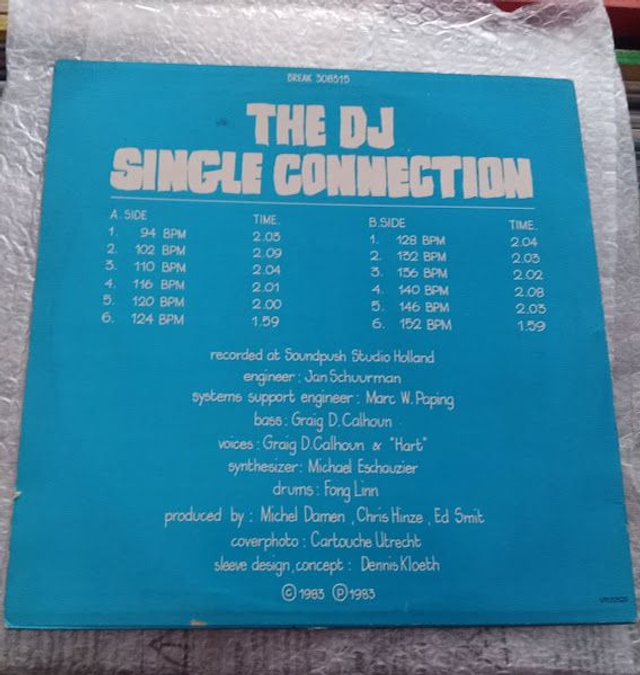 BREAK 308515
THE DJ
SINGLE CONNECTION
A. SIDE TIME.
1. 94 BPM 2.03
2. 102 BPM 2.09
3. 110 BPM 2.04
4. 116 BPM 2.01
5. 120 BPM 2.00
6. 124 BPM 1.59
B. SIDE TIME.
1. 128 BPM 2.04
2. 132 BPM 2.03
3. 136 BPM 2.02
4. 140 BPM 2.08
5. 146 BPM 2.03
6. 152 BPM 1.59
recorded at Soundpush Studio Holland
engineer : Jan Schuurman
systems support engineer : Marc W. Paping
bass : Graig D. Calhoun
voices : Graig D. Calhoun & "Hart"
synthesizer : Michael Eschauzier
drums : Fong Linn
produced by : Michel Damen , Chris Hinze , Ed Smit
coverphoto : Cartouche Utrecht
sleeve design , concept : Dennis Kloeth
© 1983 ℗ 1983